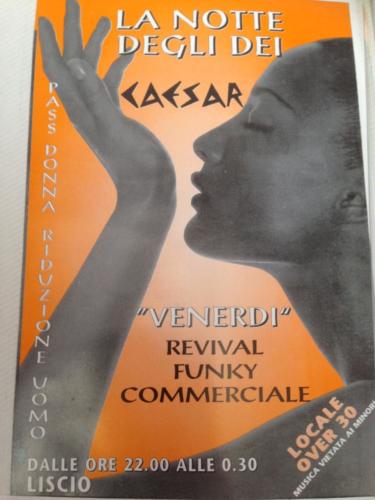 LA NOTTE
DEGLI DEI
CAESAR
PASS DONNA RIDUZIONE UOMO
"VENERDI"
REVIVAL
FUNKY
COMMERCIALE
LOCALE
OVER 30
MUSICA VIETATA AI MINORI
DALLE ORE 22.00 ALLE 0.30
LISCIO